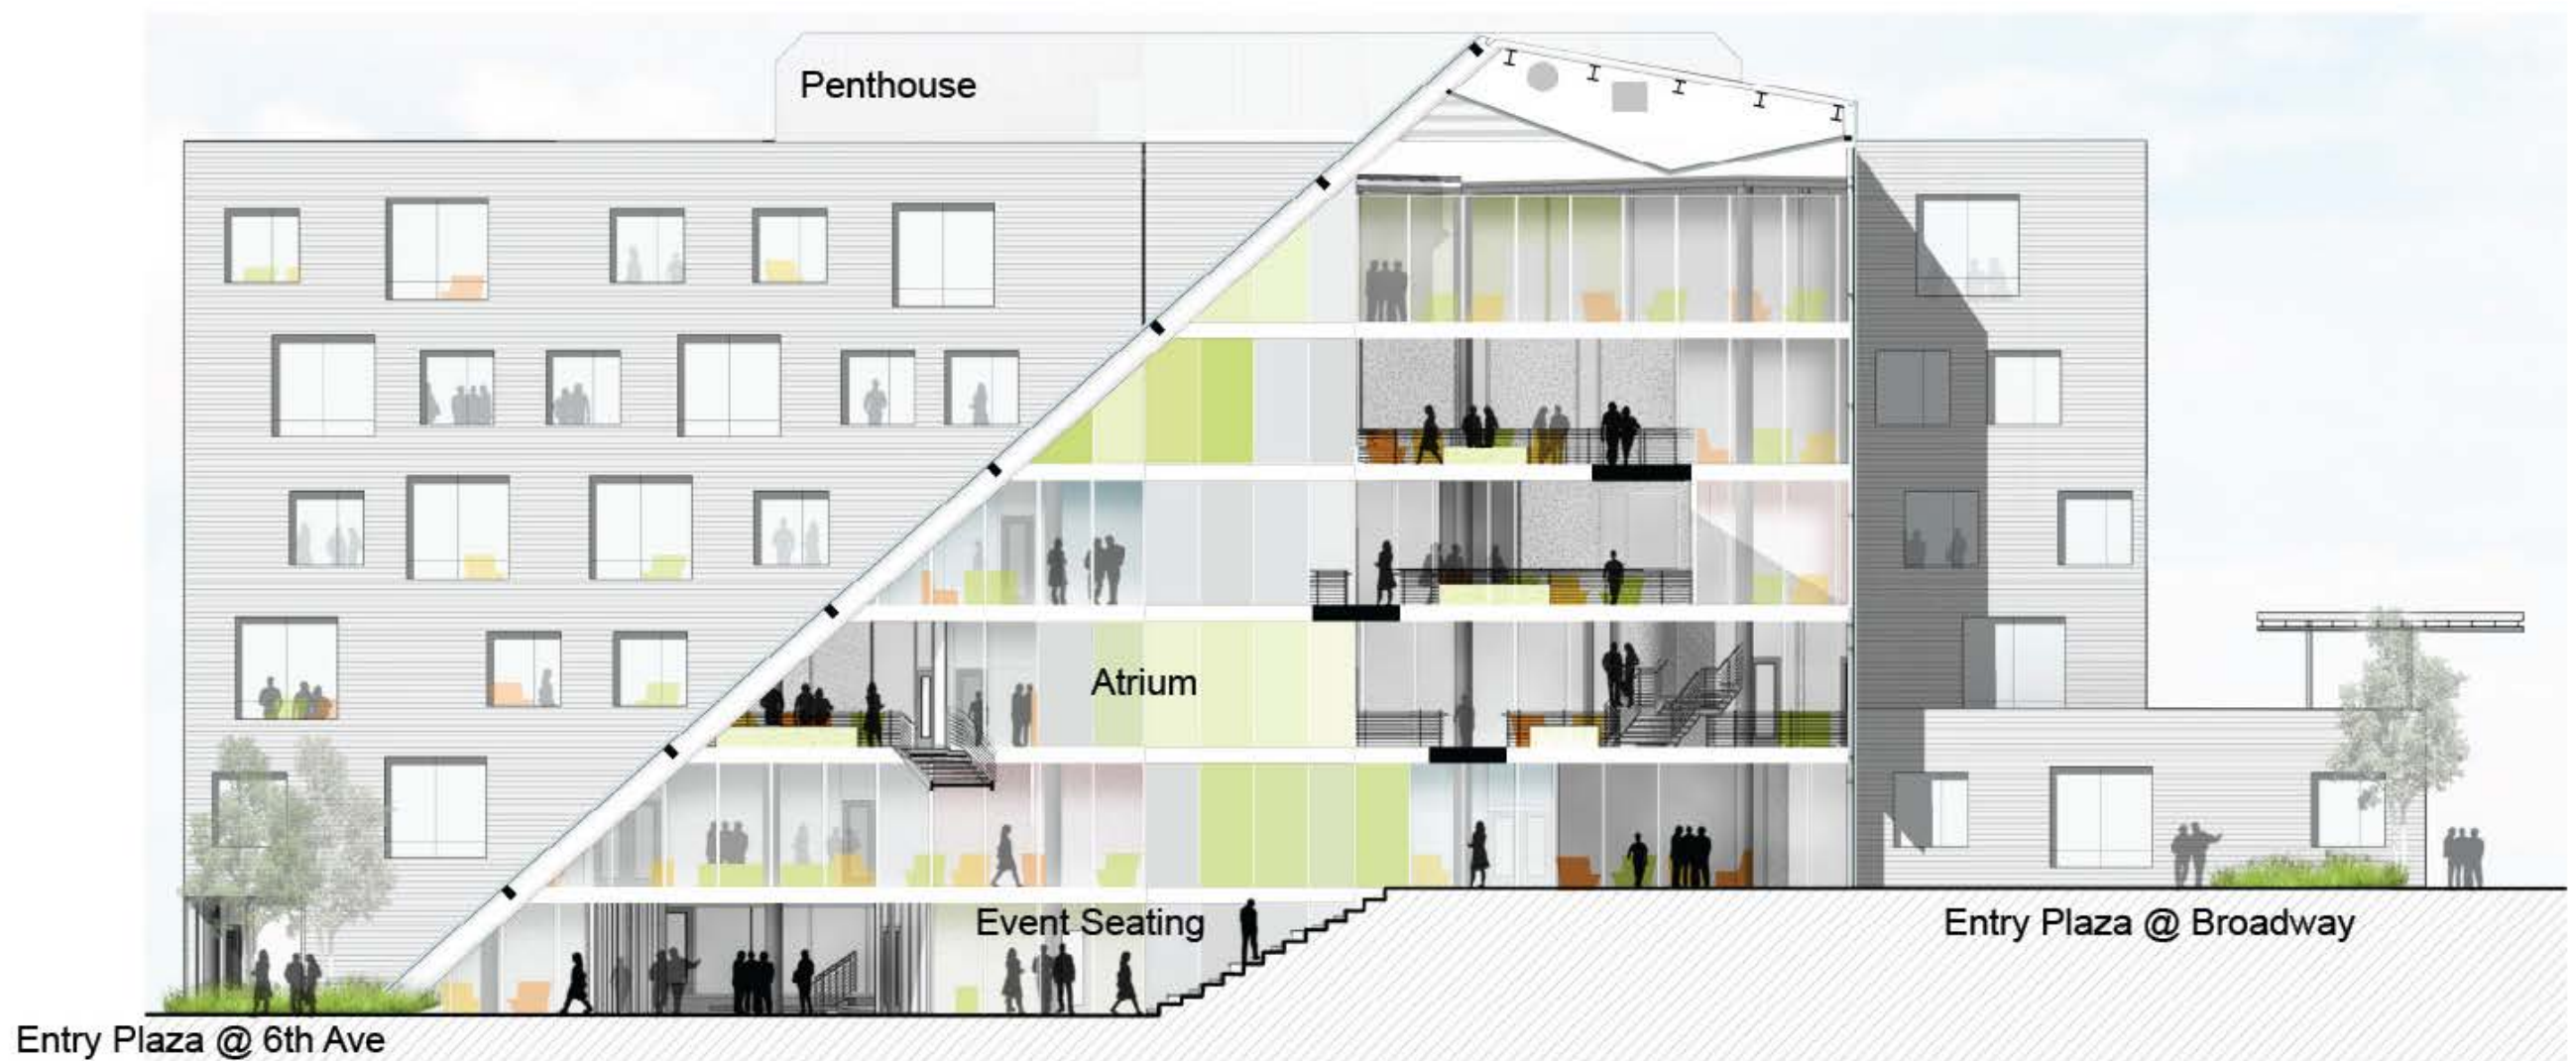 Penthouse
Atrium
Event Seating
Entry Plaza @ Broadway
Entry Plaza @ 6th Ave